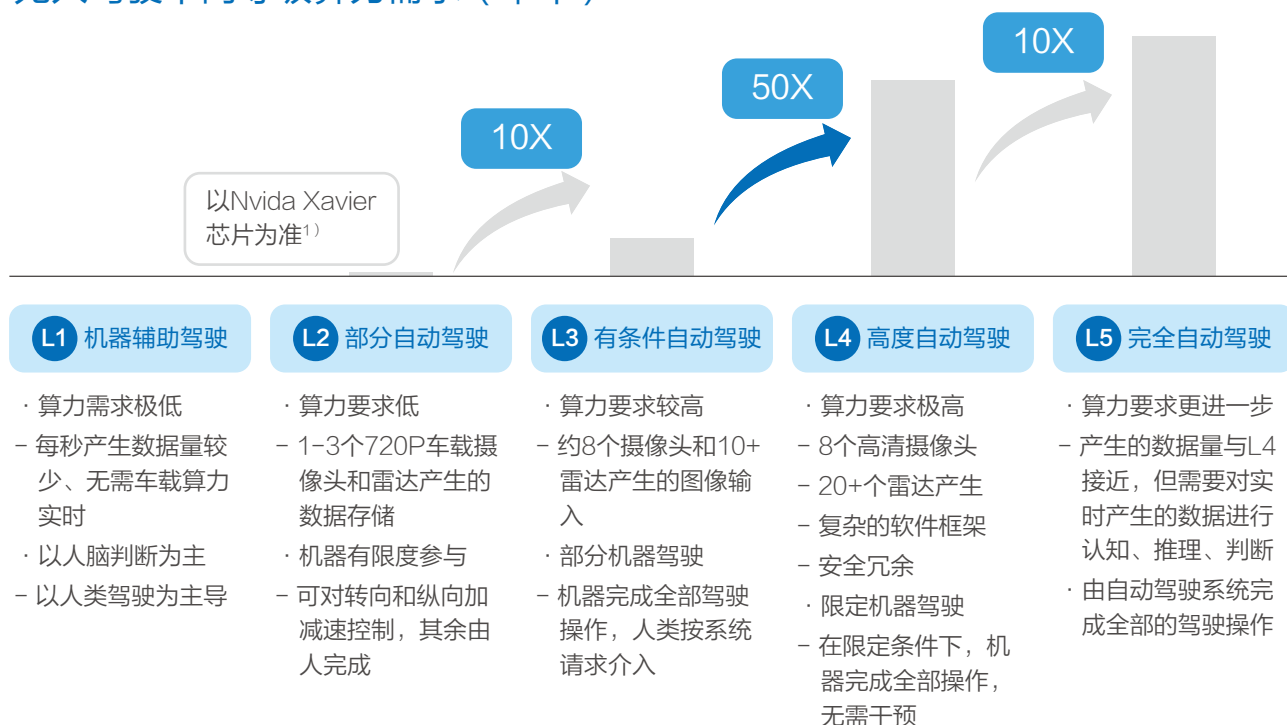 10X
50X
10X
以Nvida Xavier
芯片为准1）
L1 机器辅助驾驶
· 算力需求极低
- 每秒产生数据量较
少、无需车载算力
实时
· 以人脑判断为主
- 以人类驾驶为主导
L2 部分自动驾驶
· 算力要求低
- 1-3个720P车载摄
像头和雷达产生的
数据存储
· 机器有限度参与
- 可对转向和纵向加
减速控制，其余由
人完成
L3 有条件自动驾驶
· 算力要求较高
- 约8个摄像头和10+
雷达产生的图像输
入
· 部分机器驾驶
- 机器完成全部驾驶
操作，人类按系统
请求介入
L4 高度自动驾驶
· 算力要求极高
- 8个高清摄像头
- 20+个雷达产生
- 复杂的软件框架
- 安全冗余
· 限定机器驾驶
- 在限定条件下，机
器完成全部操作，
无需干预
L5 完全自动驾驶
· 算力要求更进一步
- 产生的数据量与L4
接近，但需要对实
时产生的数据进行
认知、推理、判断
· 由自动驾驶系统完
成全部的驾驶操作